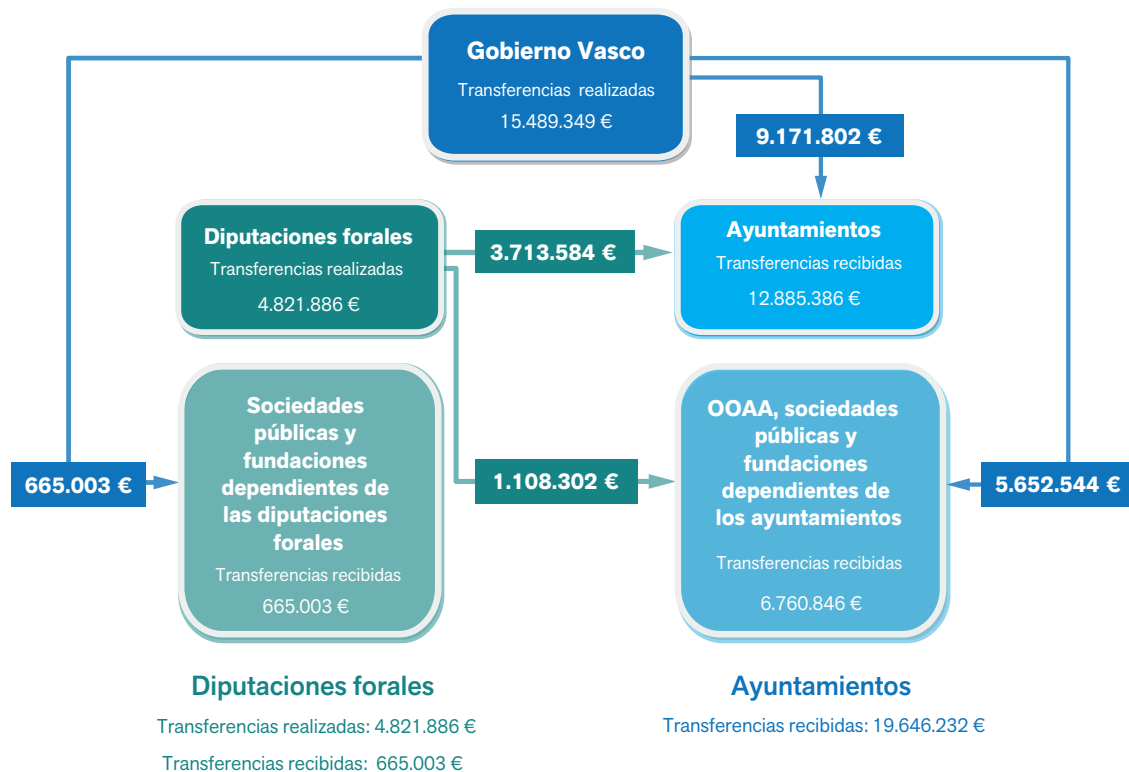 Gobierno Vasco
Transferencias realizadas
15.489.349 €
9.171.802 €
Diputaciones forales
Transferencias realizadas
4.821.886 €
3.713.584 €
Ayuntamientos
Transferencias recibidas
12.885.386 €
Sociedades
públicas y
fundaciones
dependientes de
las diputaciones
forales
Transferencias recibidas
665.003 €
665.003 €
1.108.302 €
OOAA, sociedades
públicas y
fundaciones
dependientes de
los ayuntamientos
Transferencias recibidas
6.760.846 €
5.652.544 €
Diputaciones forales
Transferencias realizadas: 4.821.886 €
Transferencias recibidas: 665.003 €
Ayuntamientos
Transferencias recibidas: 19.646.232 €